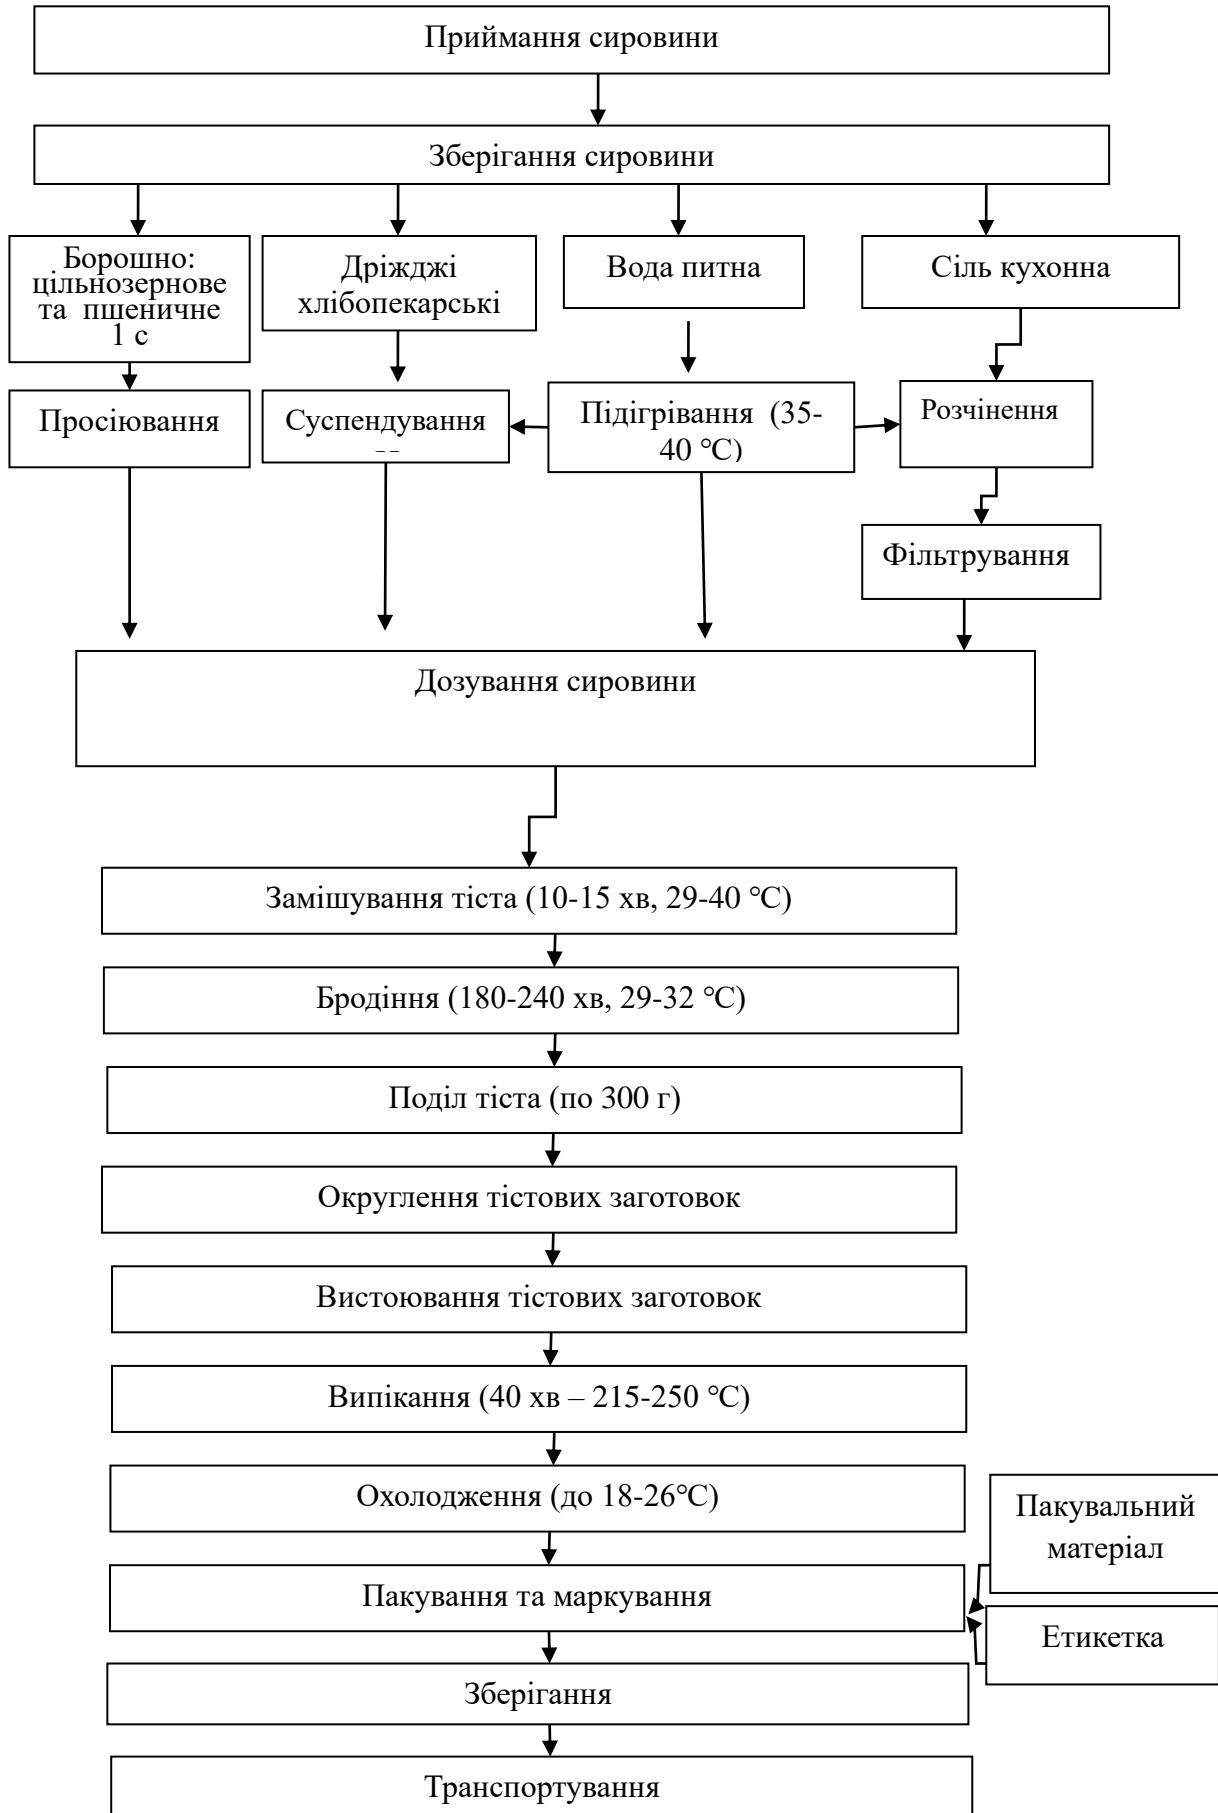 Приймання сировини
Зберігання сировини
Борошно:
цільнозернове
та пшеничне
1 с
Дріжджі
хлібопекарські
Вода питна
Сіль кухонна
Просіювання
Суспендування
Підігрівання (35-
40 °С)
Розчінення
Фільтрування
Дозування сировини
Замішування тіста (10-15 хв, 29-40 °С)
Бродіння (180-240 хв, 29-32 °С)
Поділ тіста (по 300 г)
Округлення тістових заготовок
Вистоювання тістових заготовок
Випікання (40 хв – 215-250 °С)
Охолодження (до 18-26°С)
Пакувальний
матеріал
Пакування та маркування
Етикетка
Зберігання
Транспортування